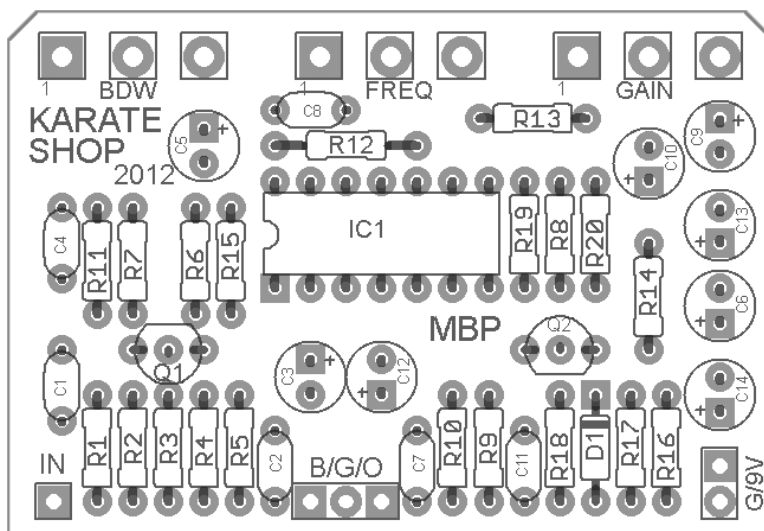 1
1
1
BDW
FREQ
GAIN
C8
KARATE
SHOP
2012
C5
+
R12
R13
C10
+
C9
+
IC1
R19
R8
R20
C4
R11
R7
R6
R15
C13
+
R14
C6
+
MBP
Q1
Q2
C1
C3
+
C12
+
C14
+
R1
R2
R3
R4
R5
C2
C7
R10
R9
C11
R18
D1
R17
R16
IN
B/G/O
G/9V